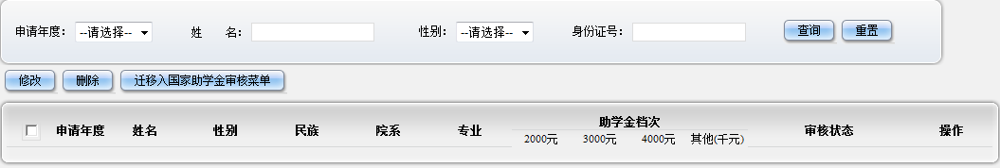 申请年度： --请选择-- 姓 名： 性别： --请选择-- 身份证号： 查询 重置
修改 删除 迁移入国家助学金审核菜单
申请年度 姓名 性别 民族 院系 专业 助学金档次 审核状态 操作
2000元 3000元 4000元 其他(千元)